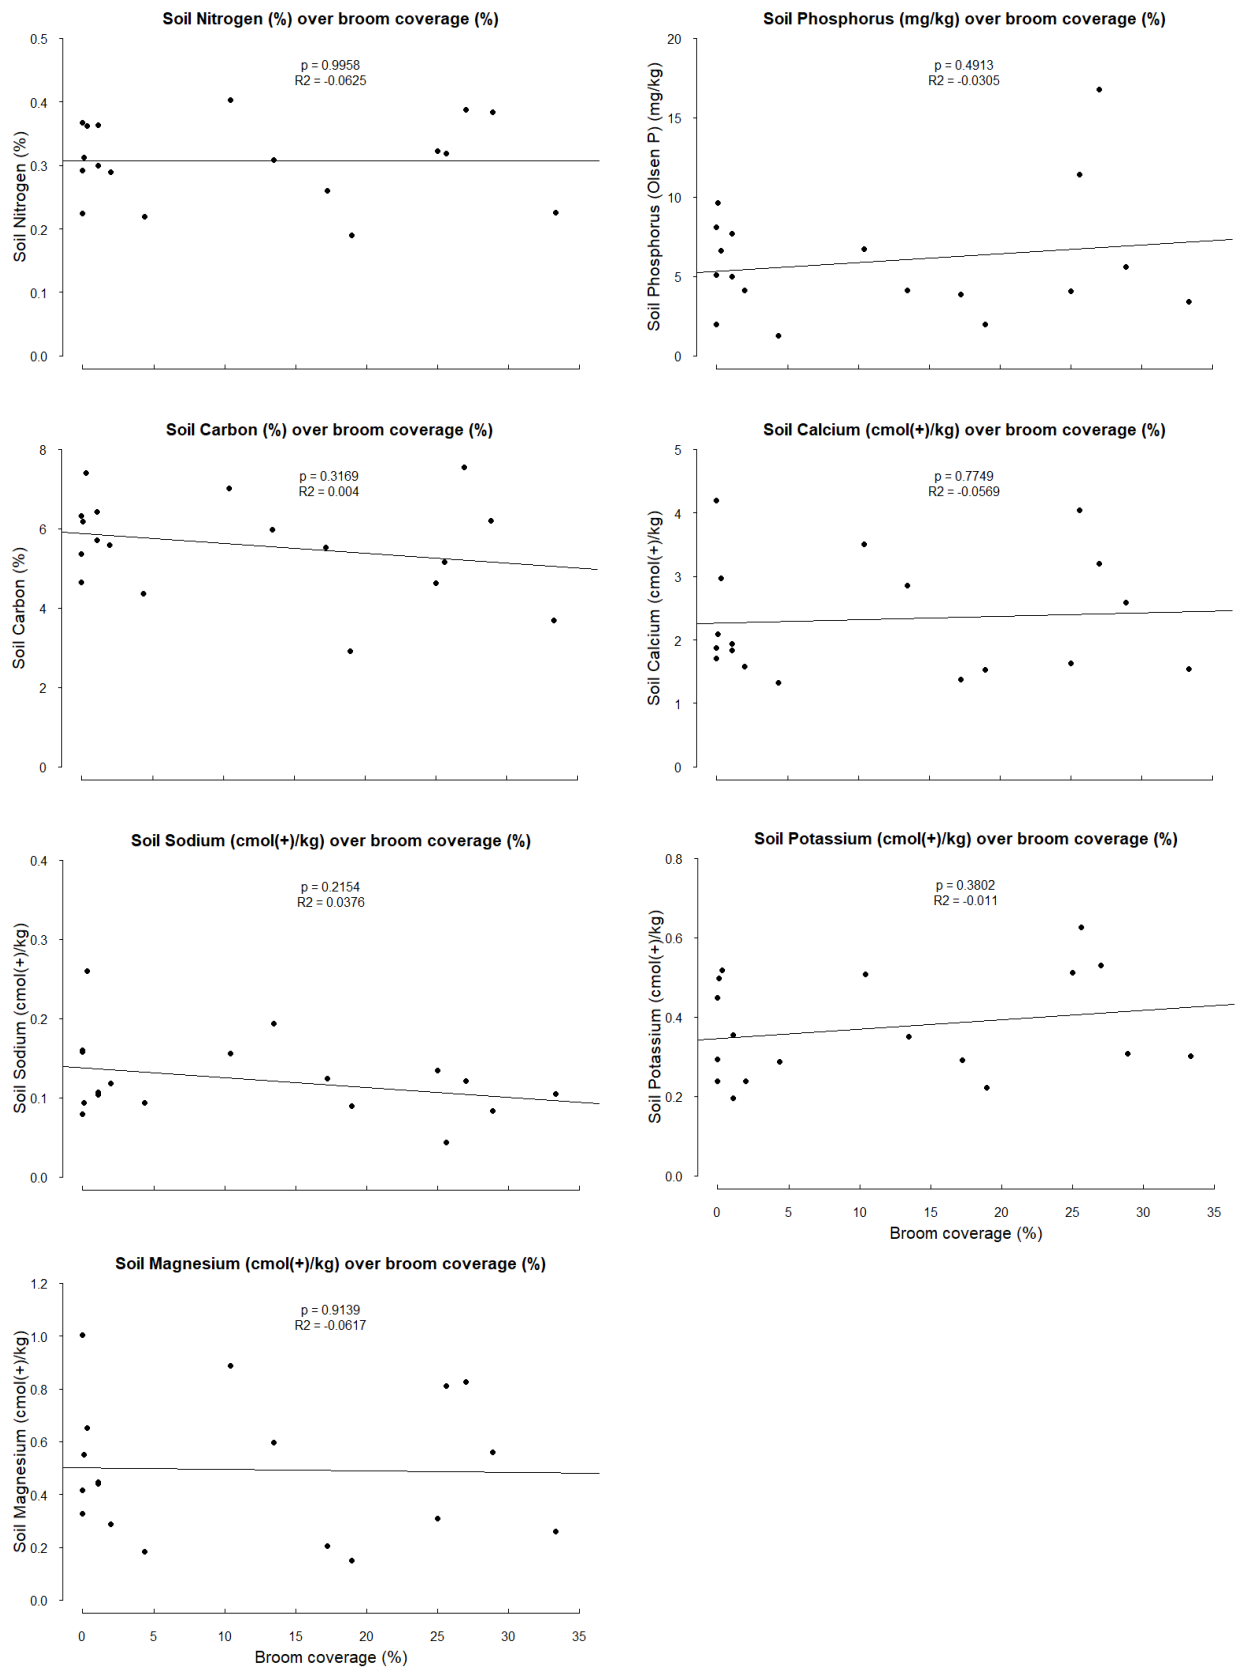 Soil Nitrogen (%) over broom coverage (%)
p = 0.9958
R2 = -0.0625
Soil Nitrogen (%)
0.5
0.4
0.3
0.2
0.1
0.0
Soil Phosphorus (mg/kg) over broom coverage (%)
p = 0.4913
R2 = -0.0305
Soil Phosphorus (Olsen P) (mg/kg)
20
15
10
5
0
Soil Carbon (%) over broom coverage (%)
p = 0.3169
R2 = 0.004
Soil Carbon (%)
8
6
4
2
0
Soil Calcium (cmol(+)/kg) over broom coverage (%)
p = 0.7749
R2 = -0.0569
Soil Calcium (cmol(+)/kg)
5
4
3
2
1
0
Soil Sodium (cmol(+)/kg) over broom coverage (%)
p = 0.2154
R2 = 0.0376
Soil Sodium (cmol(+)/kg)
0.4
0.3
0.2
0.1
0.0
Soil Potassium (cmol(+)/kg) over broom coverage (%)
p = 0.3802
R2 = -0.011
Soil Potassium (cmol(+)/kg)
0.8
0.6
0.4
0.2
0.0
0 5 10 15 20 25 30 35
Broom coverage (%)
Soil Magnesium (cmol(+)/kg) over broom coverage (%)
p = 0.9139
R2 = -0.0617
Soil Magnesium (cmol(+)/kg)
1.2
1.0
0.8
0.6
0.4
0.2
0.0
0 5 10 15 20 25 30 35
Broom coverage (%)